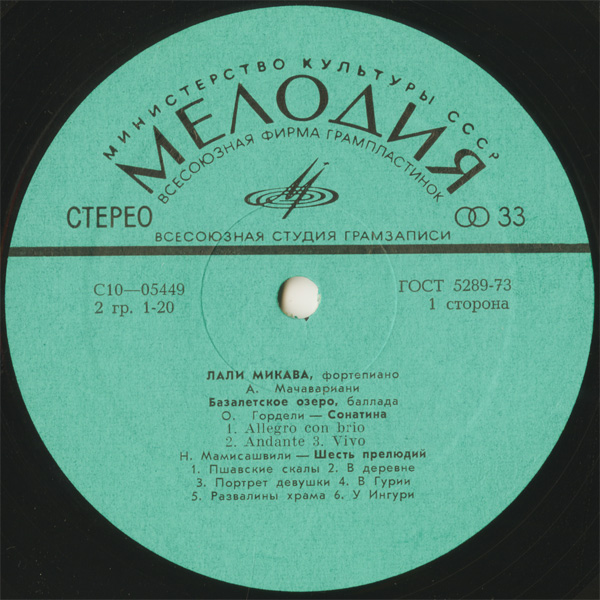 МИНИСТЕРСТВО КУЛЬТУРЫ СССР
МЕЛОДИЯ
ВСЕСОЮЗНАЯ ФИРМА ГРАМПЛАСТИНОК
СТЕРЕО
33
ВСЕСОЮЗНАЯ СТУДИЯ ГРАМЗАПИСИ
С10—05449
ГОСТ 5289-73
2 гр. 1-20
1 сторона
ЛАЛИ МИКАВА, фортепиано
А. Мачавариани
Базалетское озеро, баллада
О. Гордели — Сонатина
1. Allegro con brio
2. Andante 3. Vivo
Н. Мамисашвили — Шесть прелюдий
1. Пшавские скалы 2. В деревне
3. Портрет девушки 4. В Гурии
5. Развалины храма 6. У Ингури